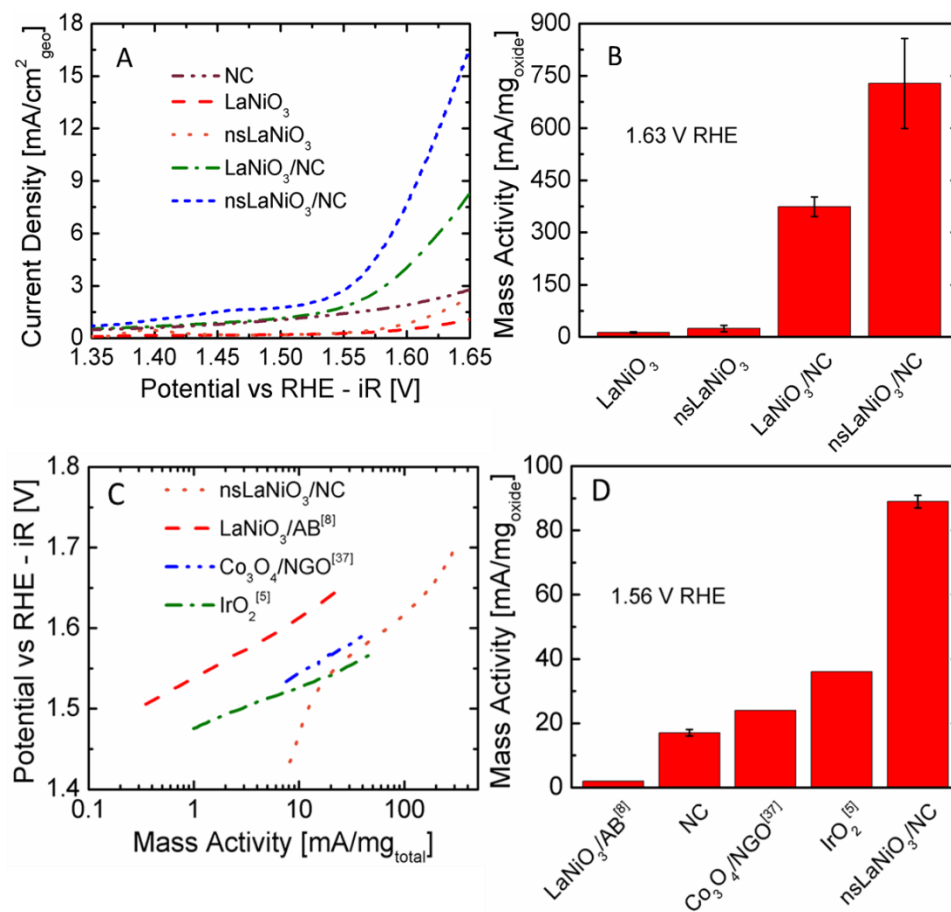 A
NC
LaNiO3
nsLaNiO3
LaNiO3/NC
nsLaNiO3/NC
Current Density [mA/cm2geo]
18
15
12
9
6
3
0
1.35 1.40 1.45 1.50 1.55 1.60 1.65
Potential vs RHE - iR [V]
B
1.63 V RHE
Mass Activity [mA/mgoxide]
900
750
600
450
300
150
0
LaNiO3
nsLaNiO3
LaNiO3/NC
nsLaNiO3/NC
C
nsLaNiO3/NC
LaNiO3/AB[8]
Co3O4/NGO[37]
IrO2[5]
Potential vs RHE - iR [V]
1.8
1.7
1.6
1.5
1.4
0.1 1 10 100
Mass Activity [mA/mgtotal]
D
1.56 V RHE
Mass Activity [mA/mgoxide]
100
80
60
40
20
0
LaNiO3/AB[8]
NC
Co3O4/NGO[37]
IrO2[5]
nsLaNiO3/NC